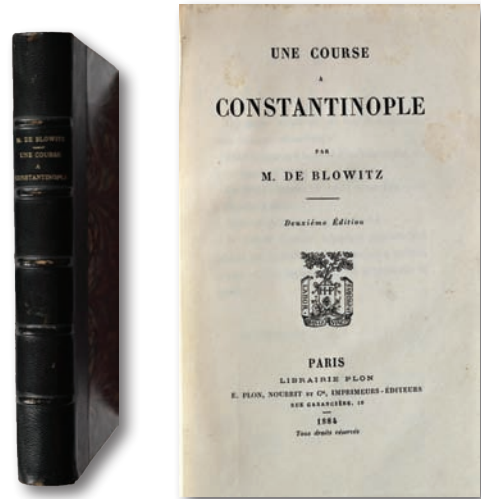 M. DE BLOWITZ
UNE COURSE
A
CONSTANTINOPLE
UNE COURSE
A
CONSTANTINOPLE
PAR
M. DE BLOWITZ
Deuxième Édition
LABOR
PARIS
LIBRAIRIE PLON
E. PLON, NOURRIT ET Cie, IMPRIMEURS-ÉDITEURS
RUE GARANCIÈRE, 10
1884
Tous droits réservés